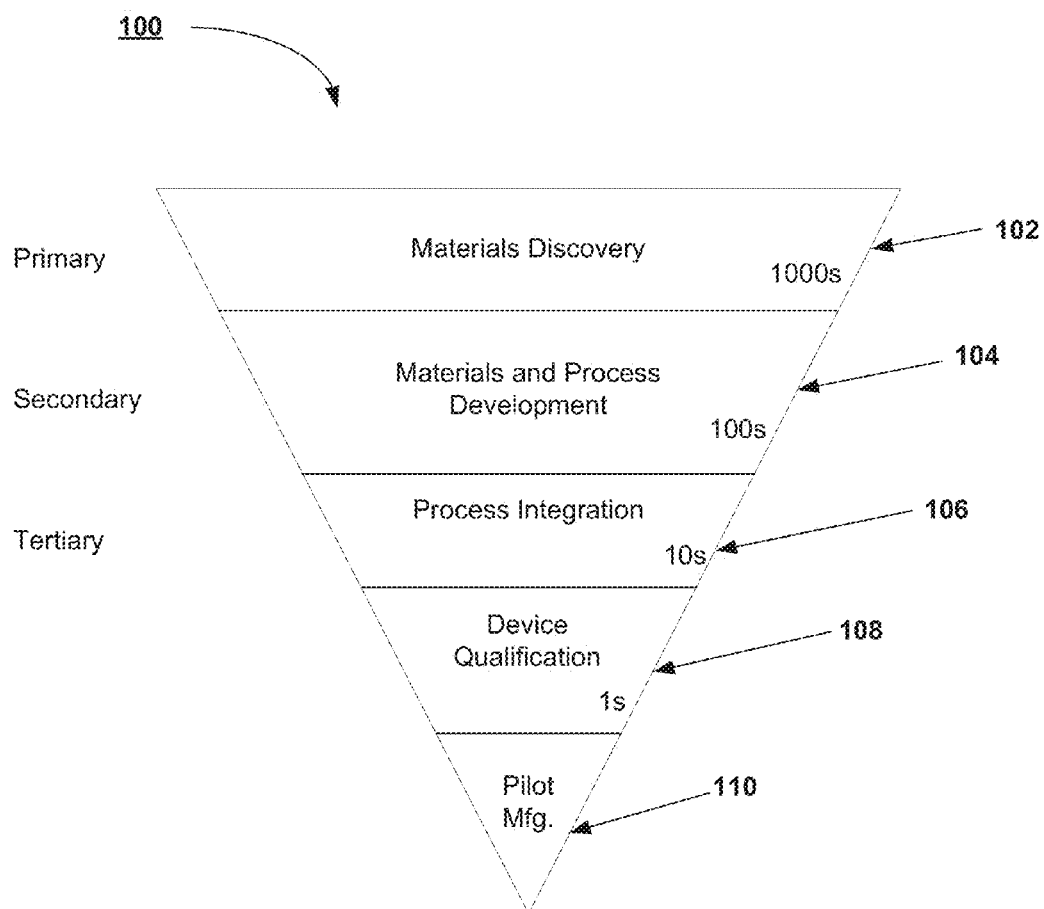 100
102
Primary
Materials Discovery
1000s
104
Secondary
Materials and Process
Development
100s
106
Tertiary
Process Integration
10s
108
Device
Qualification
1s
110
Pilot
Mfg.